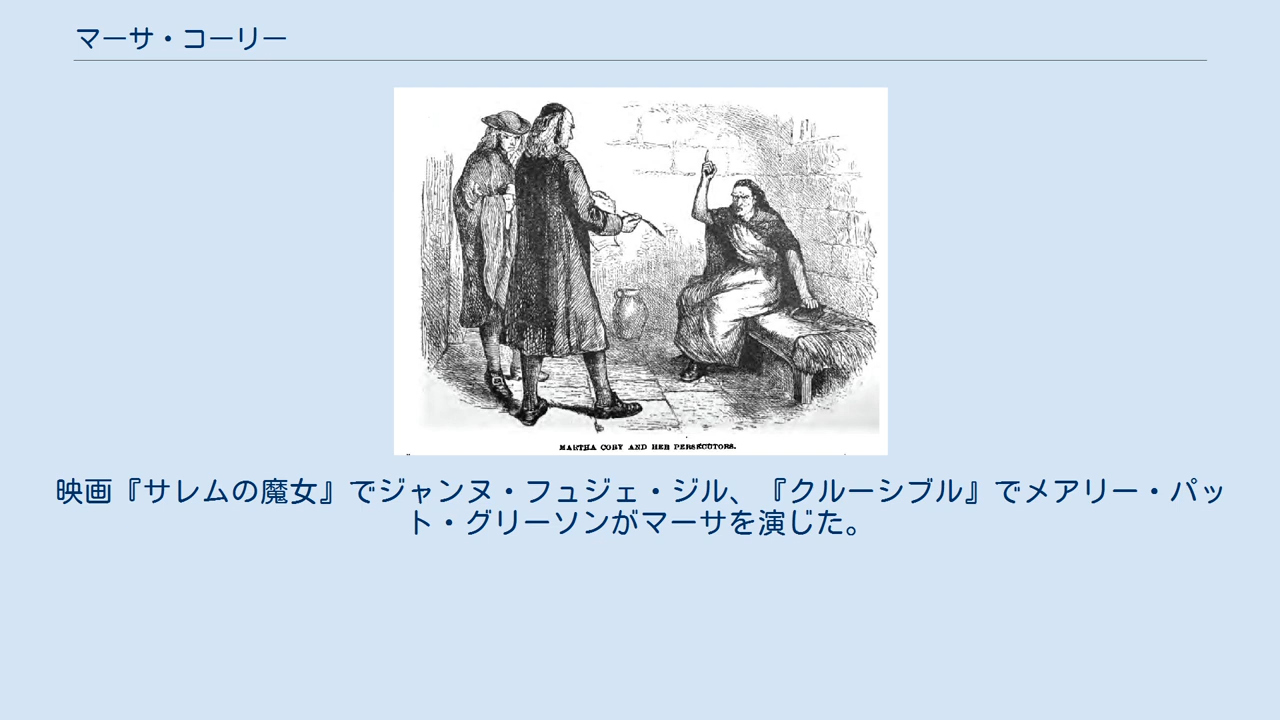 マーサ・コーリー
MARTHA CORY AND HER PERSECUTORS.
映画『サレムの魔女』でジャンヌ・フュジェ・ジル、『クルーシブル』でメアリー・パッ
ト・グリーソンがマーサを演じた。